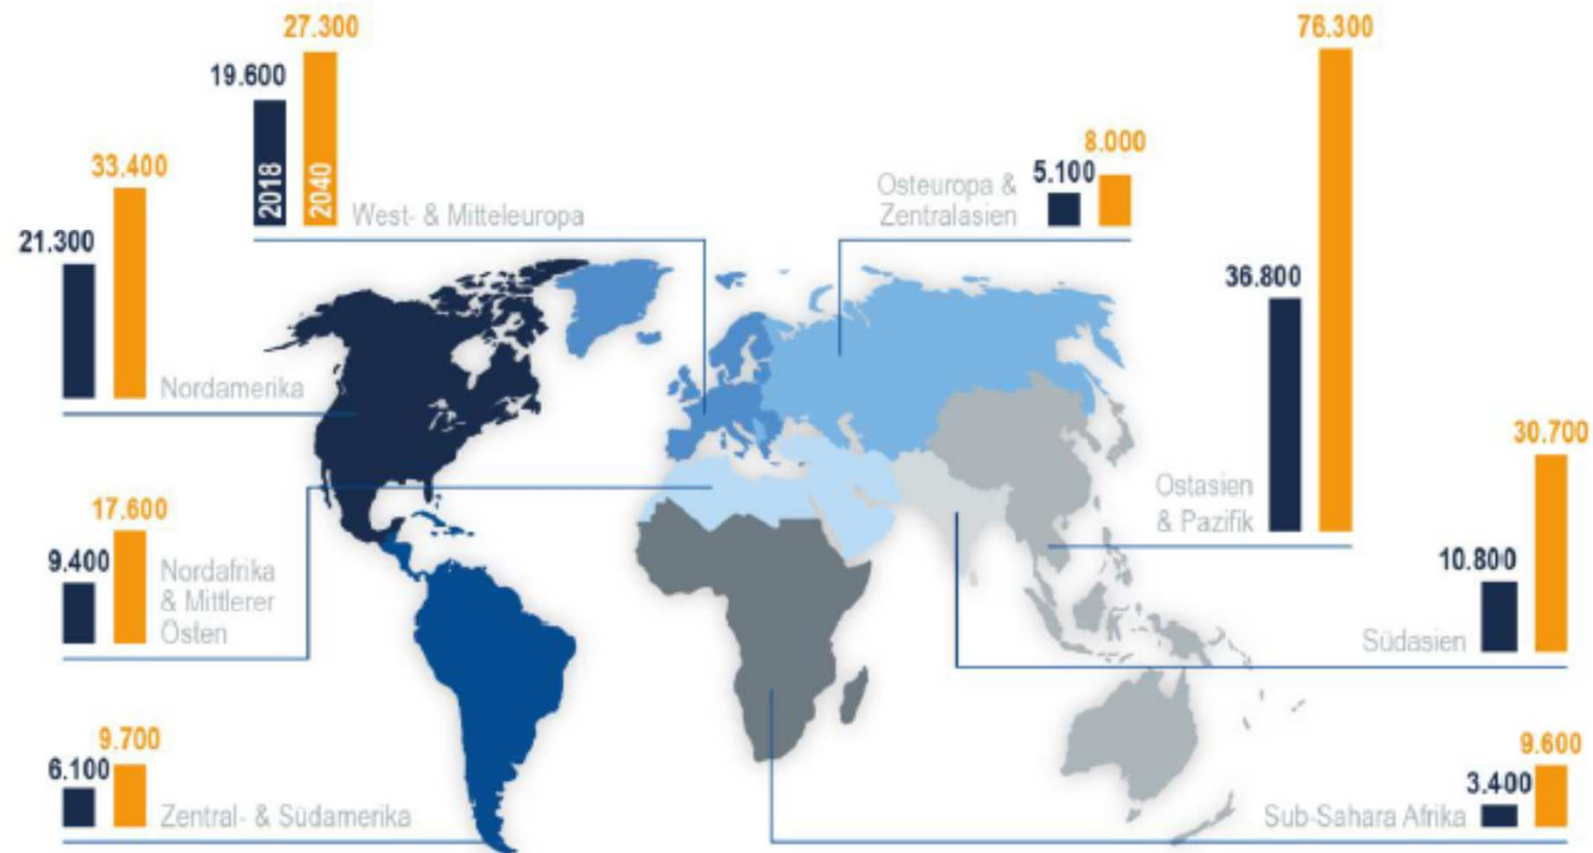 27.300
19.600
2018
2040
West- & Mitteleuropa
33.400
21.300
Nordamerika
17.600
9.400
Nordafrika
& Mittlerer
Osten
9.700
6.100
Zentral- & Südamerika
8.000
5.100
Osteuropa &
Zentralasien
76.300
36.800
Ostasien
& Pazifik
30.700
10.800
Südasien
9.600
3.400
Sub-Sahara Afrika